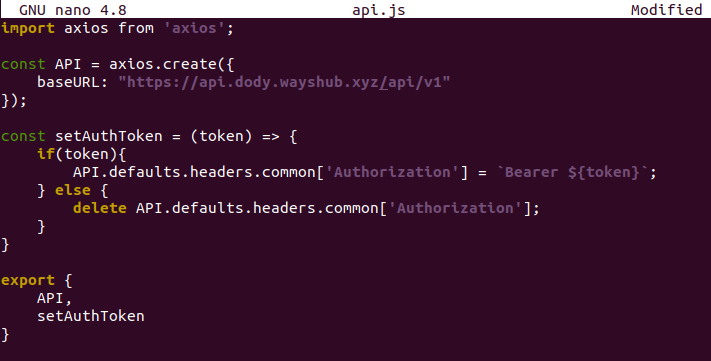 GNU nano 4.8 api.js Modified
import axios from 'axios';
const API = axios.create({
    baseURL: "https://api.dody.wayshub.xyz/api/v1"
});
const setAuthToken = (token) => {
    if(token){
        API.defaults.headers.common['Authorization'] = `Bearer ${token}`;
    } else {
        delete API.defaults.headers.common['Authorization'];
    }
}
export {
    API,
    setAuthToken
}